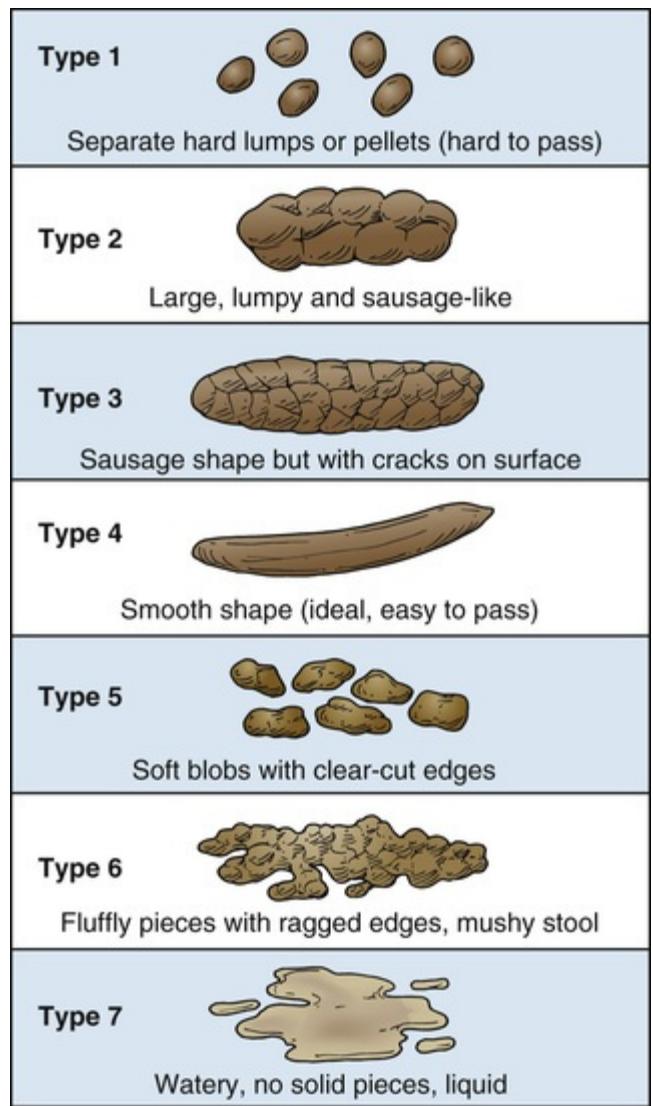 Type 1
Separate hard lumps or pellets (hard to pass)
Type 2
Large, lumpy and sausage-like
Type 3
Sausage shape but with cracks on surface
Type 4
Smooth shape (ideal, easy to pass)
Type 5
Soft blobs with clear-cut edges
Type 6
Fluffly pieces with ragged edges, mushy stool
Type 7
Watery, no solid pieces, liquid